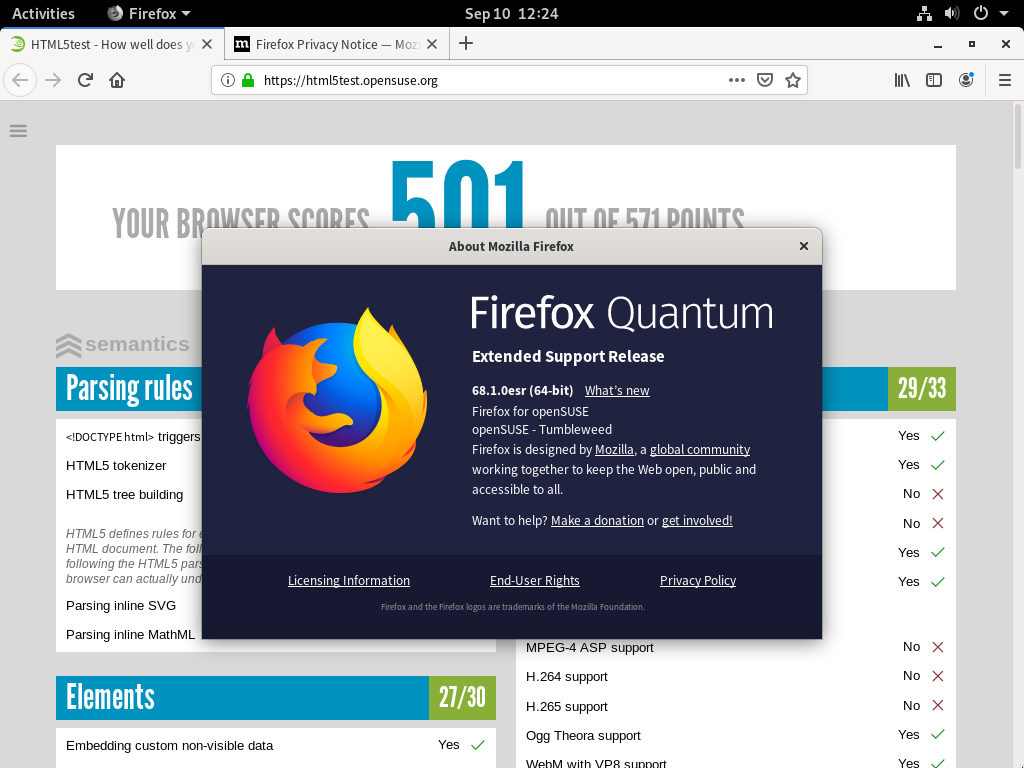 Activities
Firefox
Sep 10 12:24
HTML5test - How well does yo
Firefox Privacy Notice — Moz
https://html5test.opensuse.org
YOUR BROWSER SCORES 501 OUT OF 571 POINTS
About Mozilla Firefox
Firefox Quantum
Extended Support Release
68.1.0esr (64-bit) What's new
Firefox for openSUSE
openSUSE - Tumbleweed
Firefox is designed by Mozilla, a global community
working together to keep the Web open, public and
accessible to all.
Want to help? Make a donation or get involved!
Licensing Information
End-User Rights
Privacy Policy
Firefox and the Firefox logos are trademarks of the Mozilla Foundation.
semantics
Parsing rules
<!DOCTYPE html> triggers
HTML5 tokenizer
HTML5 tree building
HTML5 defines rules for
HTML document. The
following the HTML5
browser can actually
Parsing inline SVG
Parsing inline MathML
Elements 27/30
Embedding custom non-visible data Yes
29/33
Yes
Yes
No
No
Yes
Yes
MPEG-4 ASP support No
H.264 support No
H.265 support No
Ogg Theora support Yes
WebM with VP8 support Yes